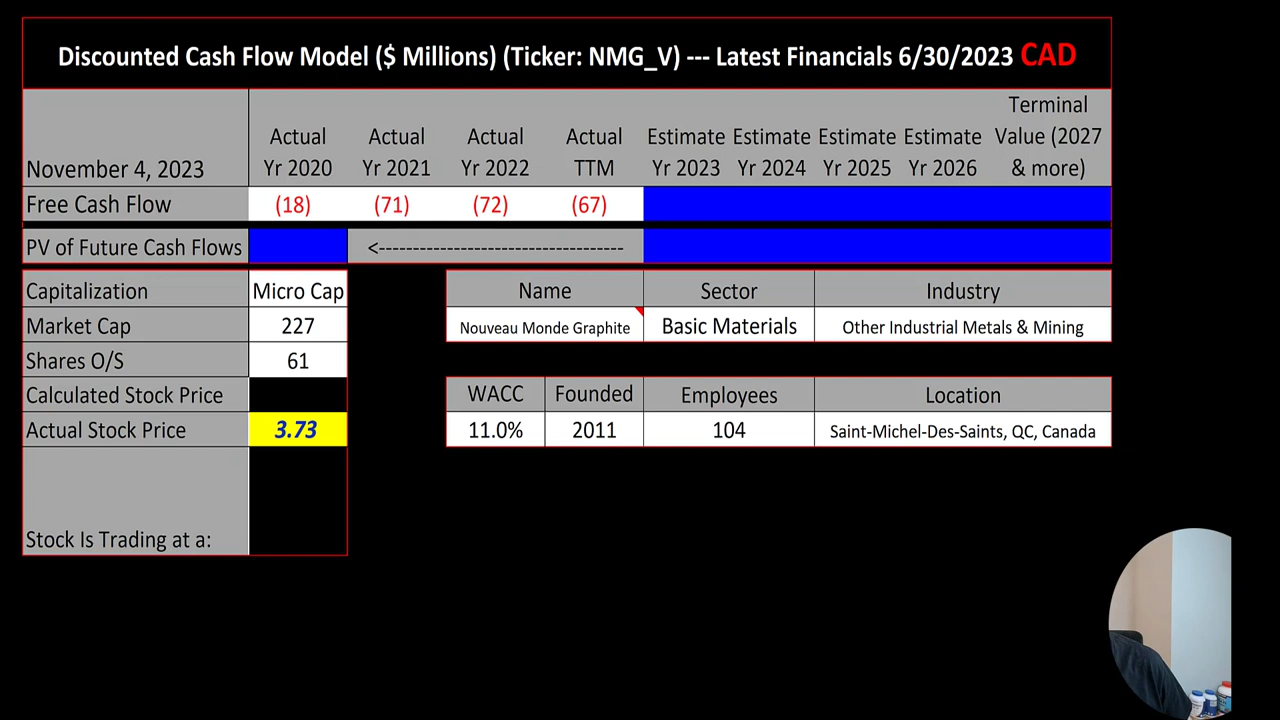 Discounted Cash Flow Model ($ Millions) (Ticker: NMG_V) --- Latest Financials 6/30/2023 CAD
November 4, 2023 Actual Yr 2020 Actual Yr 2021 Actual Yr 2022 Actual TTM Estimate Yr 2023 Estimate Yr 2024 Estimate Yr 2025 Estimate Yr 2026 Terminal Value (2027 & more)
Free Cash Flow (18) (71) (72) (67)
PV of Future Cash Flows <-----------------------------------
Capitalization Micro Cap
Market Cap 227
Shares O/S 61
Calculated Stock Price
Actual Stock Price 3.73
Stock Is Trading at a:
Name Sector Industry
Nouveau Monde Graphite Basic Materials Other Industrial Metals & Mining
WACC Founded Employees Location
11.0% 2011 104 Saint-Michel-Des-Saints, QC, Canada